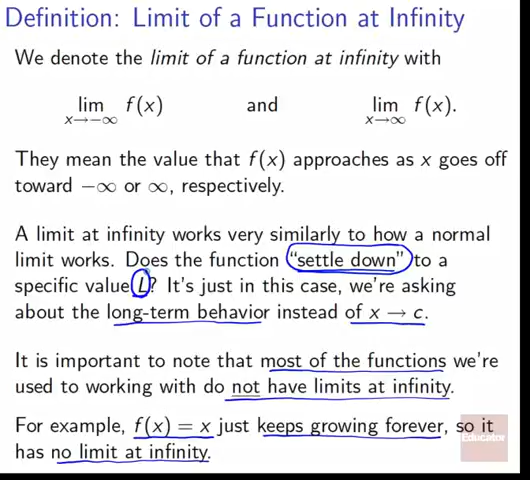 Definition: Limit of a Function at Infinity
We denote the limit of a function at infinity with
lim x→−∞ f(x) and lim x→∞ f(x).
They mean the value that f(x) approaches as x goes off
toward −∞ or ∞, respectively.
A limit at infinity works very similarly to how a normal
limit works. Does the function "settle down" to a
specific value L? It's just in this case, we're asking
about the long-term behavior instead of x → c.
It is important to note that most of the functions we're
used to working with do not have limits at infinity.
For example, f(x) = x just keeps growing forever, so it
has no limit at infinity.
Educator